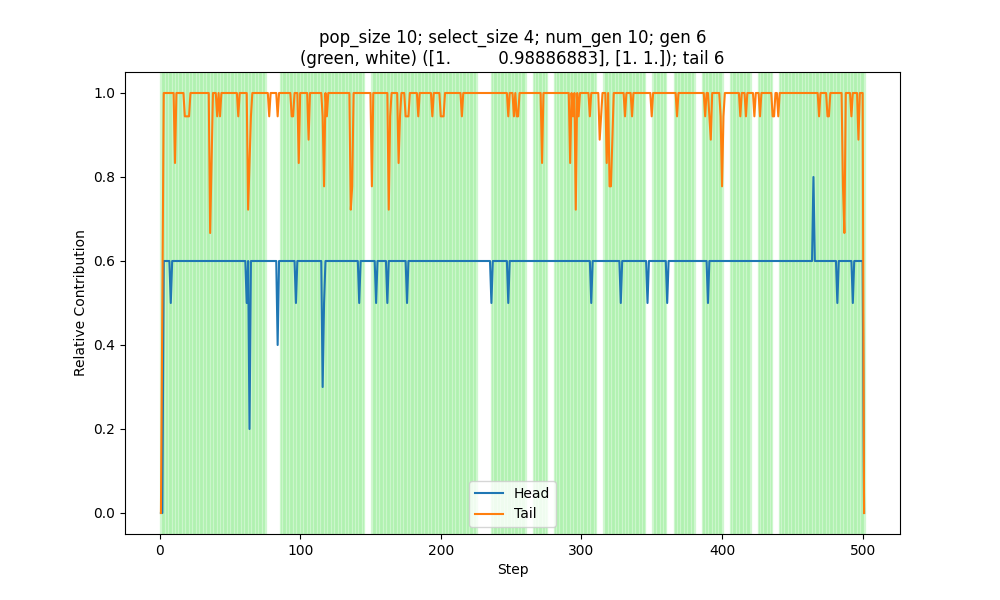 pop_size 10; select_size 4; num_gen 10; gen 6
(green, white) ([1.          0.98886883], [1. 1.]); tail 6
1.0
0.8
0.6
0.4
0.2
0.0
Relative Contribution
Head
Tail
0 100 200 300 400 500
Step